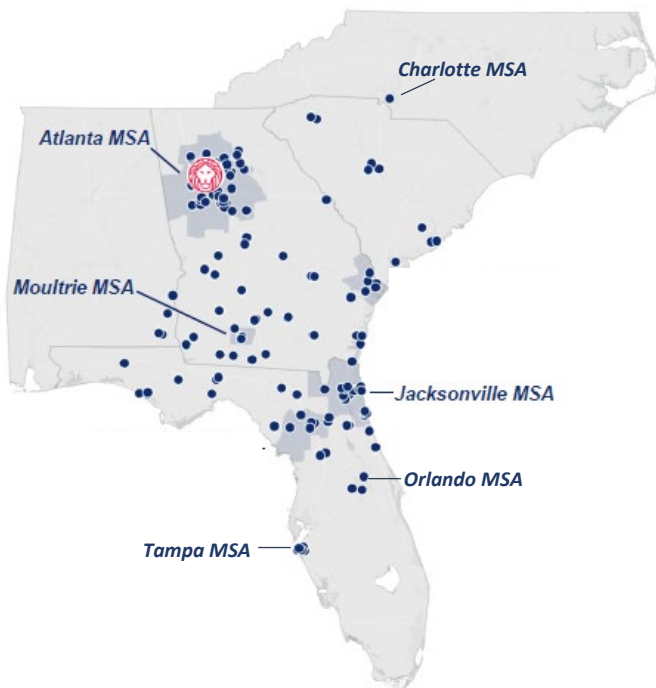 Charlotte MSA
Atlanta MSA
Moultrie MSA
Jacksonville MSA
Orlando MSA
Tampa MSA